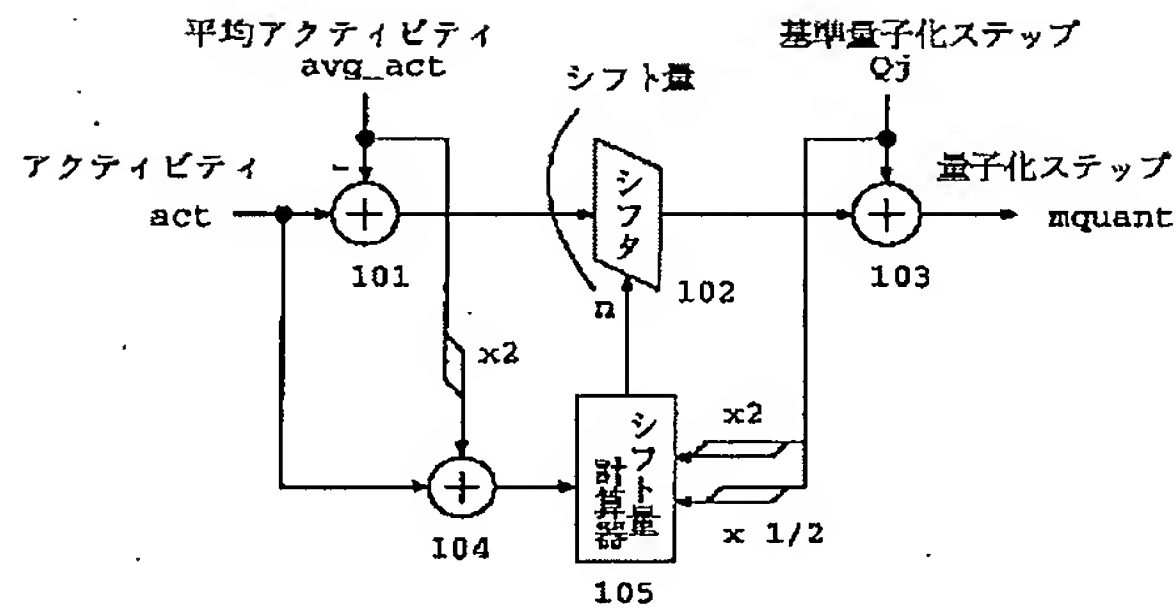 平均アクティビティ
avg_act
基準量子化ステップ
Qj
シフト量
アクティビティ
act
-
+
101
シフタ
102
n
+
103
量子化ステップ
mquant
x2
+
104
シフト量
計算器
105
x2
x 1/2